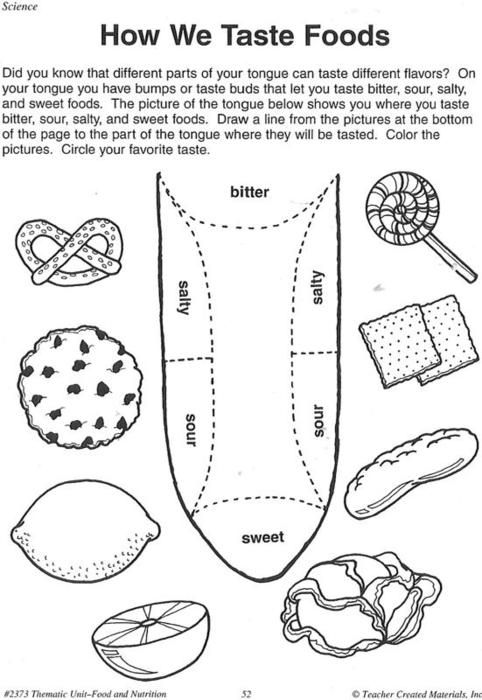 Science
How We Taste Foods
Did you know that different parts of your tongue can taste different flavors? On
your tongue you have bumps or taste buds that let you taste bitter, sour, salty,
and sweet foods. The picture of the tongue below shows you where you taste
bitter, sour, salty, and sweet foods. Draw a line from the pictures at the bottom
of the page to the part of the tongue where they will be tasted. Color the
pictures. Circle your favorite taste.
bitter
salty
salty
sour
sour
sweet
#2373 Thematic Unit–Food and Nutrition
52
© Teacher Created Materials, Inc